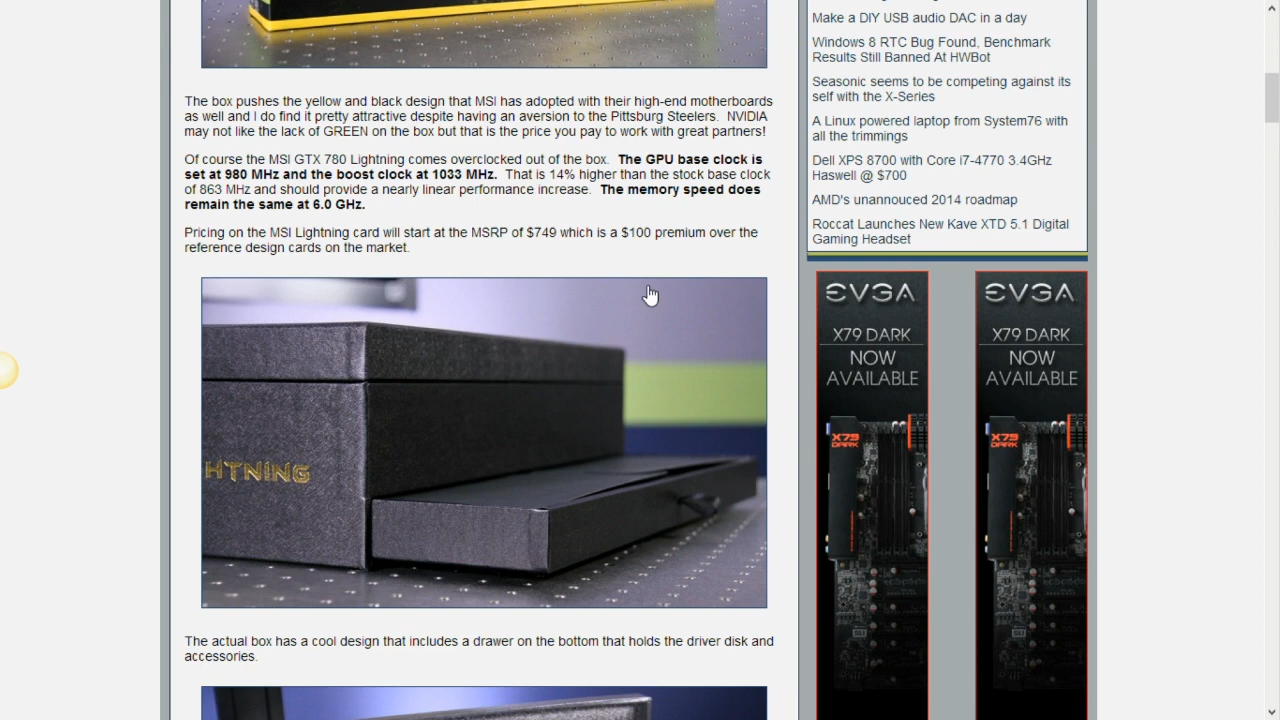 The box pushes the yellow and black design that MSI has adopted with their high-end motherboards
as well and I do find it pretty attractive despite having an aversion to the Pittsburg Steelers.  NVIDIA
may not like the lack of GREEN on the box but that is the price you pay to work with great partners!
Of course the MSI GTX 780 Lightning comes overclocked out of the box.  The GPU base clock is
set at 980 MHz and the boost clock at 1033 MHz.  That is 14% higher than the stock base clock
of 863 MHz and should provide a nearly linear performance increase.  The memory speed does
remain the same at 6.0 GHz.
Pricing on the MSI Lightning card will start at the MSRP of $749 which is a $100 premium over the
reference design cards on the market.
HTNING
The actual box has a cool design that includes a drawer on the bottom that holds the driver disk and
accessories.
Make a DIY USB audio DAC in a day
Windows 8 RTC Bug Found, Benchmark
Results Still Banned At HWBot
Seasonic seems to be competing against its
self with the X-Series
A Linux powered laptop from System76 with
all the trimmings
Dell XPS 8700 with Core i7-4770 3.4GHz
Haswell @ $700
AMD's unannouced 2014 roadmap
Roccat Launches New Kave XTD 5.1 Digital
Gaming Headset
EVGA
X79 DARK
NOW
AVAILABLE
X79
DARK
EVGA
X79 DARK
NOW
AVAILABLE
X79
DARK